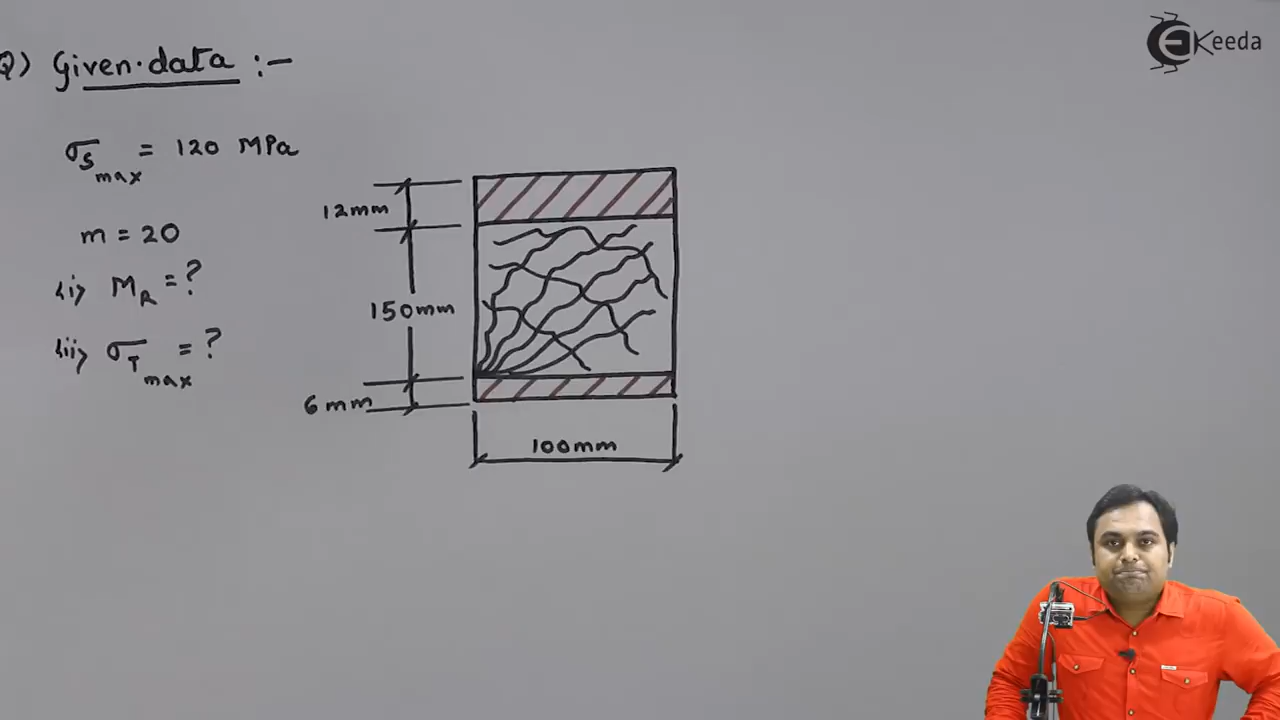 Q) Given data :-
EKeeda
σS max = 120 MPa
m = 20
(i) MR = ?
(ii) σT max = ?
12mm
150mm
6mm
100mm